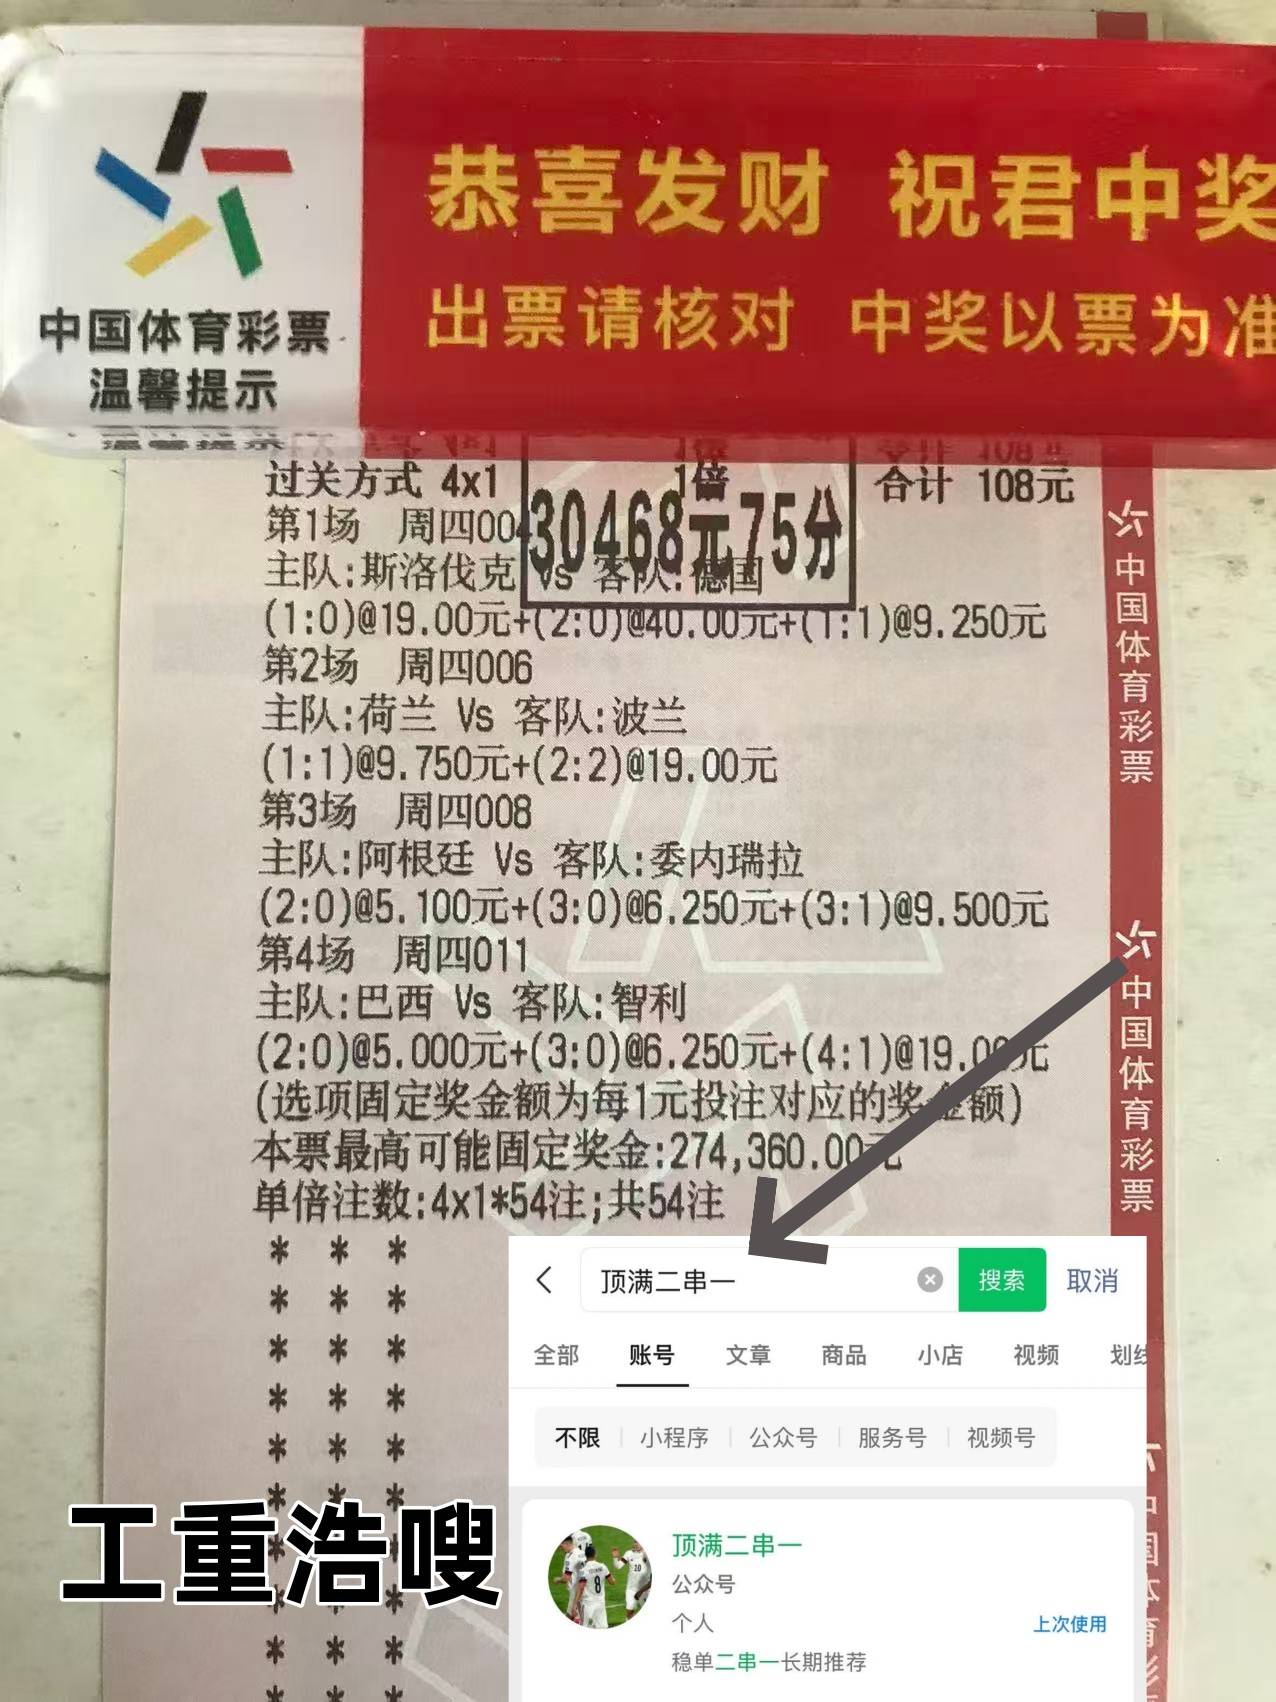 恭喜发财 祝君中奖
出票请核对 中奖以票为准
中国体育彩票
温馨提示
过关方式 4x1 1倍 合计 108元
30468元75分
第1场 周四004
主队:斯洛伐克 Vs 客队:德国
(1:0)@19.00元+(2:0)@40.00元+(1:1)@9.250元
第2场 周四006
主队:荷兰 Vs 客队:波兰
(1:1)@9.750元+(2:2)@19.00元
第3场 周四008
主队:阿根廷 Vs 客队:委内瑞拉
(2:0)@5.100元+(3:0)@6.250元+(3:1)@9.500元
第4场 周四011
主队:巴西 Vs 客队:智利
(2:0)@5.000元+(3:0)@6.250元+(4:1)@19.00元
(选项固定奖金额为每1元投注对应的奖金额)
本票最高可能固定奖金:274,360.00元
单倍注数:4x1*54注;共54注
* * *
* * *
* * *
* * *
* * *
* * *
* * *
* * *
* * *
* * *
中国体育彩票
中国体育彩票
工重浩嗖
顶满二串一
搜索 取消
全部 账号 文章 商品 小店 视频 划线
不限 小程序 公众号 服务号 视频号
顶满二串一
公众号
个人
上次使用
稳单二串一长期推荐